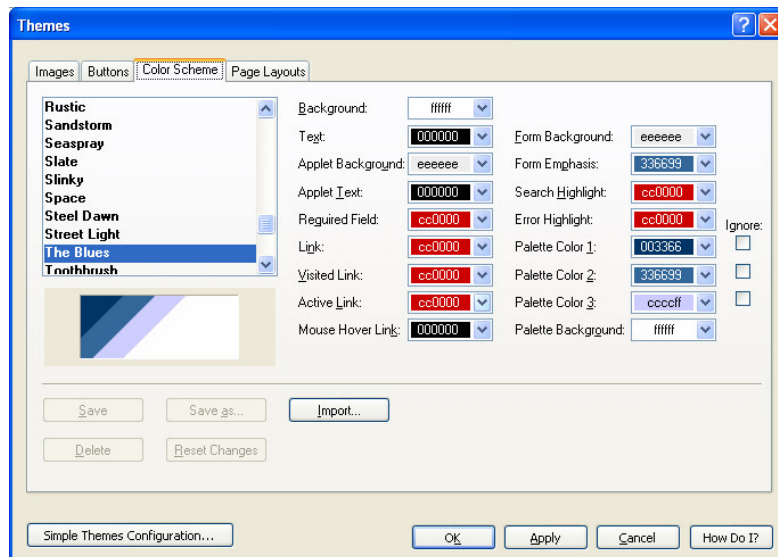 Themes
Images Buttons Color Scheme Page Layouts
Rustic
Sandstorm
Seaspray
Slate
Slinky
Space
Steel Dawn
Street Light
The Blues
Toothbrush
Background: ffffff
Text: 000000
Applet Background: eeeeee
Applet Text: 000000
Required Field: cc0000
Link: cc0000
Visited Link: cc0000
Active Link: cc0000
Mouse Hover Link: 000000
Form Background: eeeeee
Form Emphasis: 336699
Search Highlight: cc0000
Error Highlight: cc0000
Ignore:
Palette Color 1: 003366
Palette Color 2: 336699
Palette Color 3: ccccff
Palette Background: ffffff
Save Save as... Import...
Delete Reset Changes
Simple Themes Configuration... OK Apply Cancel How Do I?